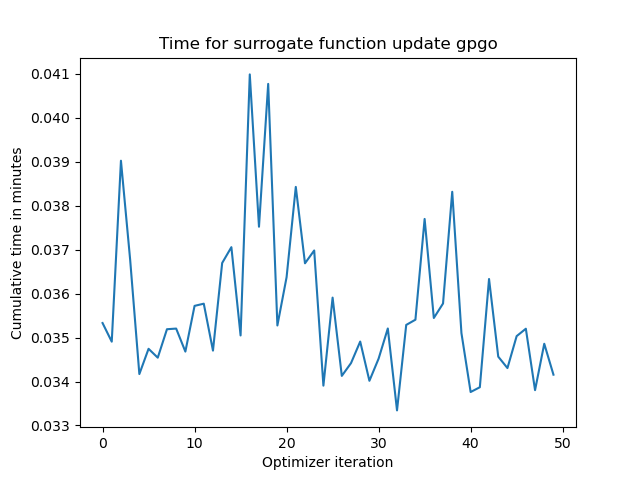 Time for surrogate function update gpgo
Cumulative time in minutes
0.041
0.040
0.039
0.038
0.037
0.036
0.035
0.034
0.033
0 10 20 30 40 50
Optimizer iteration